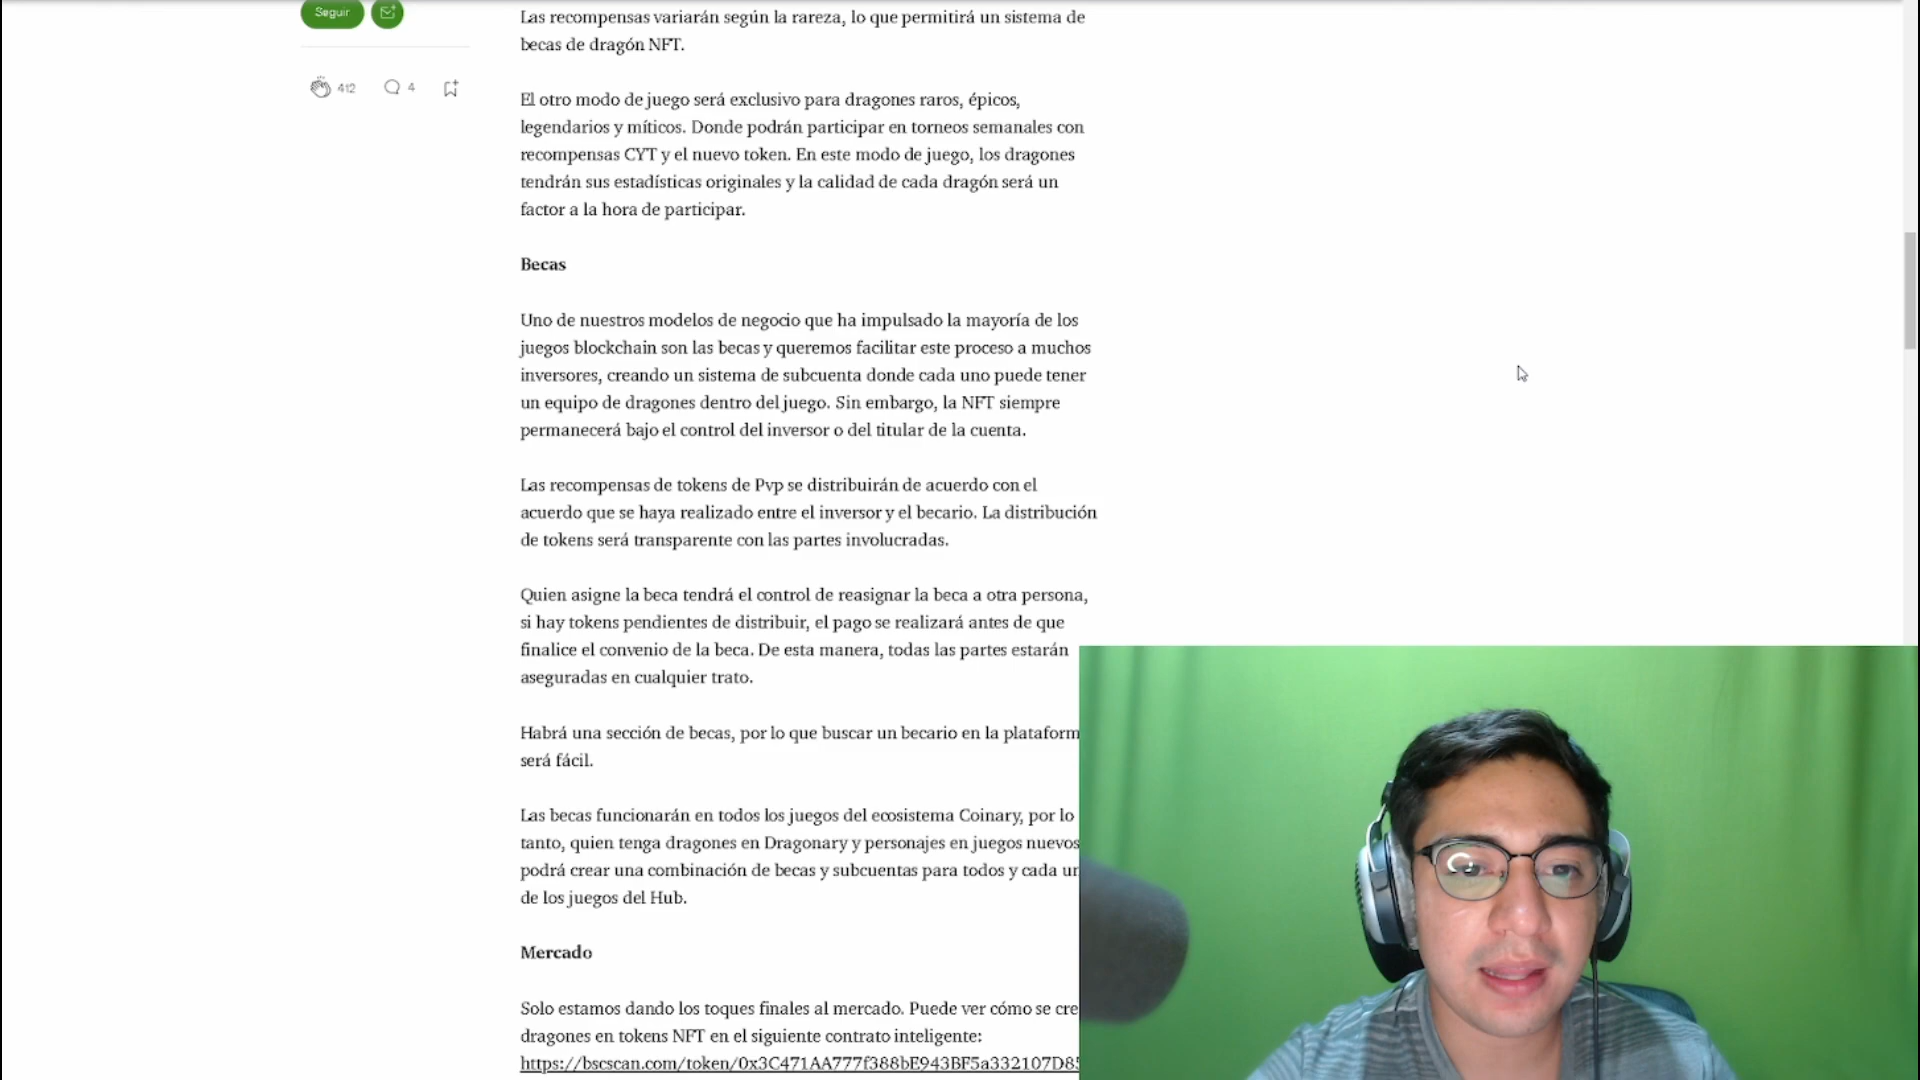 Seguir
412
4
Las recompensas variarán según la rareza, lo que permitirá un sistema de
becas de dragón NFT.
El otro modo de juego será exclusivo para dragones raros, épicos,
legendarios y míticos. Donde podrán participar en torneos semanales con
recompensas CYT y el nuevo token. En este modo de juego, los dragones
tendrán sus estadísticas originales y la calidad de cada dragón será un
factor a la hora de participar.
Becas
Uno de nuestros modelos de negocio que ha impulsado la mayoría de los
juegos blockchain son las becas y queremos facilitar este proceso a muchos
inversores, creando un sistema de subcuenta donde cada uno puede tener
un equipo de dragones dentro del juego. Sin embargo, la NFT siempre
permanecerá bajo el control del inversor o del titular de la cuenta.
Las recompensas de tokens de Pvp se distribuirán de acuerdo con el
acuerdo que se haya realizado entre el inversor y el becario. La distribución
de tokens será transparente con las partes involucradas.
Quien asigne la beca tendrá el control de reasignar la beca a otra persona,
si hay tokens pendientes de distribuir, el pago se realizará antes de que
finalice el convenio de la beca. De esta manera, todas las partes estarán
aseguradas en cualquier trato.
Habrá una sección de becas, por lo que buscar un becario en la plataform
será fácil.
Las becas funcionarán en todos los juegos del ecosistema Coinary, por lo
tanto, quien tenga dragones en Dragonary y personajes en juegos nuevos
podrá crear una combinación de becas y subcuentas para todos y cada un
de los juegos del Hub.
Mercado
Solo estamos dando los toques finales al mercado. Puede ver cómo se cre
dragones en tokens NFT en el siguiente contrato inteligente:
https://bscscan.com/token/0x3C471AA777f388bE943BF5a332107D85